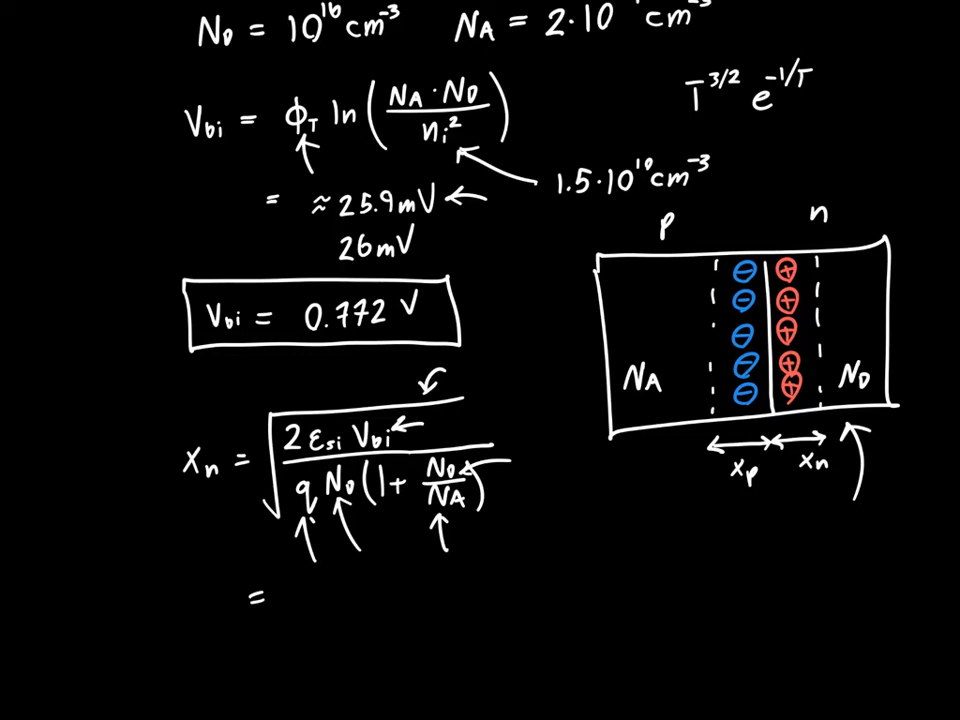 N_D = 10^16 cm^-3 N_A = 2·10 cm^-3
V_bi = ϕ_T ln( N_A · N_D / n_i^2 )
T^3/2 e^-1/T
1.5·10^10 cm^-3
= ≈ 25.9mV
26mV
V_bi = 0.772 V
p n
⊖ ⊕
⊖ ⊕
⊖ ⊕
⊖ ⊕
⊖ ⊕
N_A N_D
x_p x_n
x_n = √( 2 ε_si V_bi / q N_D (1 + N_D / N_A) )
=